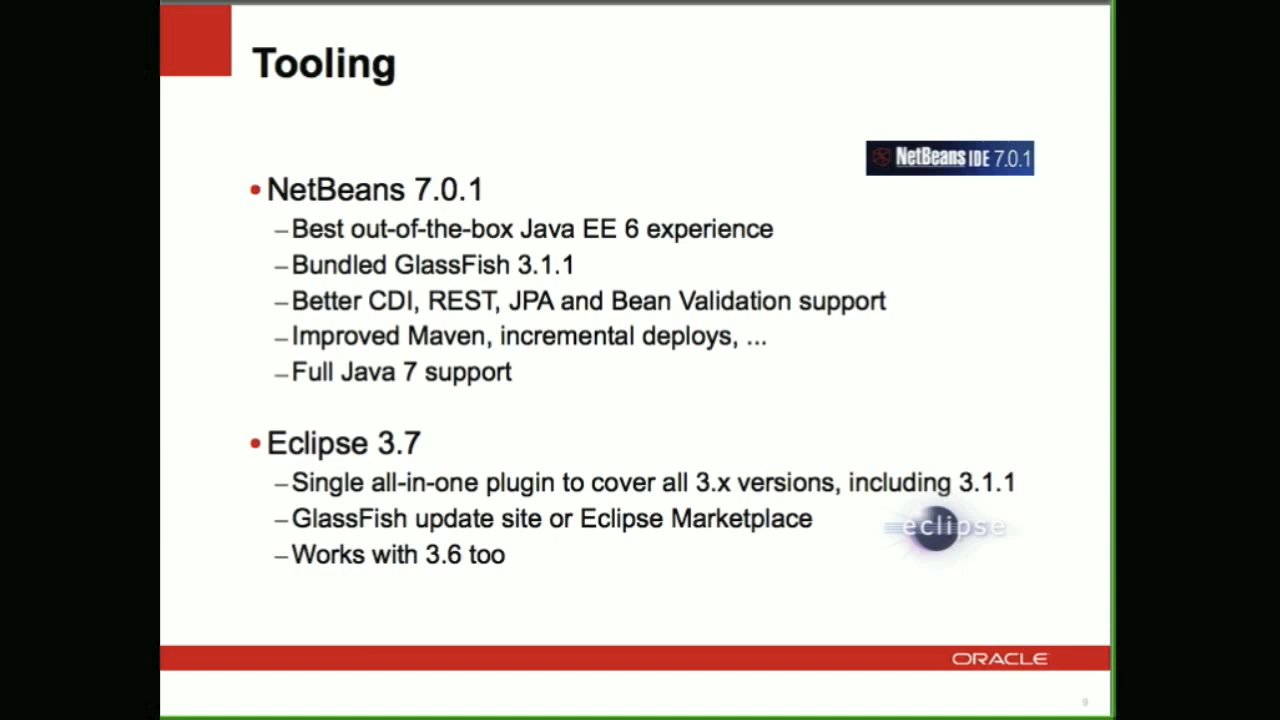 Tooling
NetBeans IDE 7.0.1
• NetBeans 7.0.1
–Best out-of-the-box Java EE 6 experience
–Bundled GlassFish 3.1.1
–Better CDI, REST, JPA and Bean Validation support
–Improved Maven, incremental deploys, ...
–Full Java 7 support
• Eclipse 3.7
–Single all-in-one plugin to cover all 3.x versions, including 3.1.1
–GlassFish update site or Eclipse Marketplace
eclipse
–Works with 3.6 too
ORACLE
9